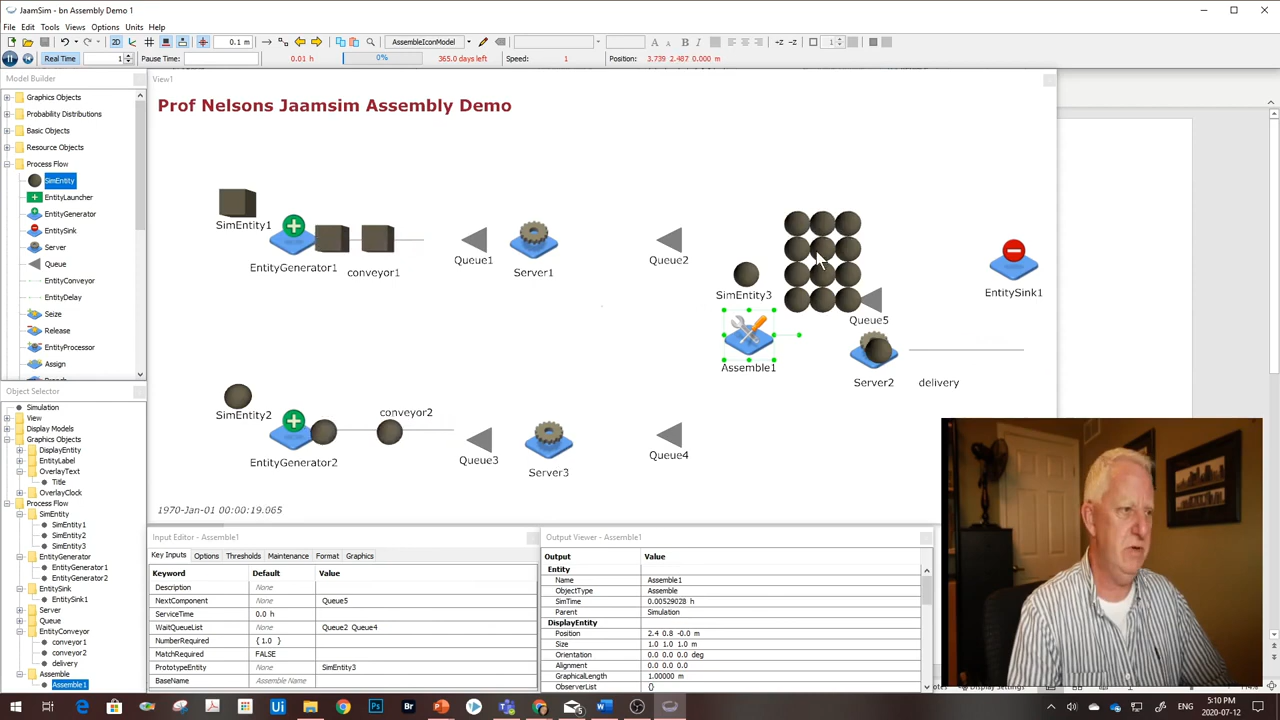 JaamSim - bn Assembly Demo 1
File Edit Tools Views Options Units Help
2D 0.1 m AssembleIconModel A A B I +Z -Z 1
Real Time 1 Pause Time: 0.01 h 0% 365.0 days left Speed: 1 Position: 3.739 2.487 0.000 m
Model Builder
Graphics Objects
Probability Distributions
Basic Objects
Resource Objects
Process Flow
SimEntity
EntityLauncher
EntityGenerator
EntitySink
Server
Queue
EntityConveyor
EntityDelay
Seize
Release
EntityProcessor
Assign
Object Selector
Simulation
View
Display Models
Graphics Objects
DisplayEntity
EntityLabel
OverlayText
Title
OverlayClock
Process Flow
SimEntity
SimEntity1
SimEntity2
SimEntity3
EntityGenerator
EntityGenerator1
EntityGenerator2
EntitySink
EntitySink1
Server
Queue
EntityConveyor
conveyor1
conveyor2
delivery
Assemble
Assemble1
View1
Prof Nelsons Jaamsim Assembly Demo
SimEntity1
EntityGenerator1
conveyor1
Queue1
Server1
Queue2
SimEntity3
Assemble1
Queue5
Server2
delivery
EntitySink1
SimEntity2
EntityGenerator2
conveyor2
Queue3
Server3
Queue4
1970-Jan-01 00:00:19.065
Input Editor - Assemble1
Key Inputs Options Thresholds Maintenance Format Graphics
Keyword Default Value
Description None
NextComponent None Queue5
ServiceTime 0.0 h
WaitQueueList None Queue2 Queue4
NumberRequired { 1.0 }
MatchRequired FALSE
PrototypeEntity None SimEntity3
BaseName Assemble Name
Output Viewer - Assemble1
Output Value
Entity
Name Assemble1
ObjectType Assemble
SimTime 0.00529028 h
Parent Simulation
DisplayEntity
Position 2.4 0.8 -0.0 m
Size 1.0 1.0 1.0 m
Orientation 0.0 0.0 0.0 deg
Alignment 0.0 0.0 0.0
GraphicalLength 1.00000 m
ObserverList {}
Display Settings
ENG 5:10 PM
2020-07-12